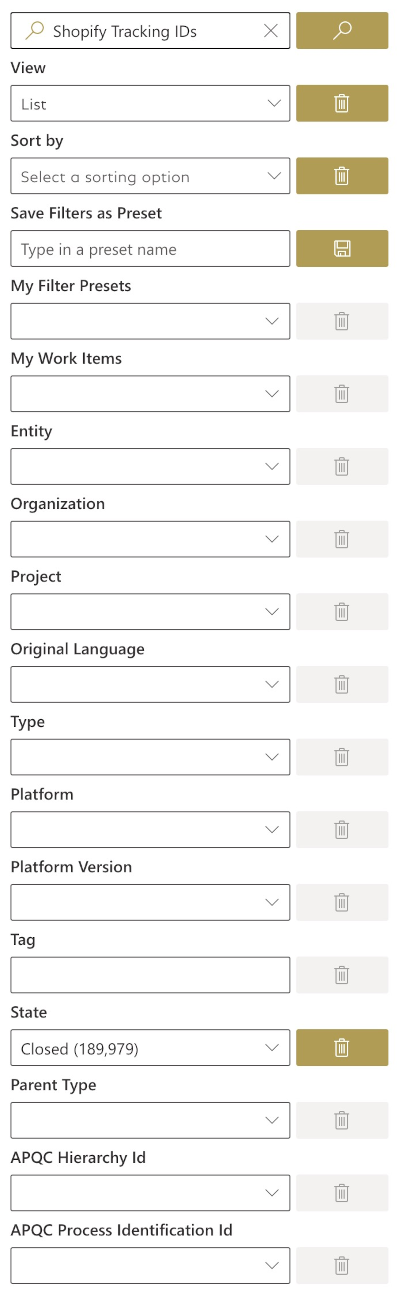 Shopify Tracking IDs
View
List
Sort by
Select a sorting option
Save Filters as Preset
Type in a preset name
My Filter Presets
My Work Items
Entity
Organization
Project
Original Language
Type
Platform
Platform Version
Tag
State
Closed (189,979)
Parent Type
APQC Hierarchy Id
APQC Process Identification Id